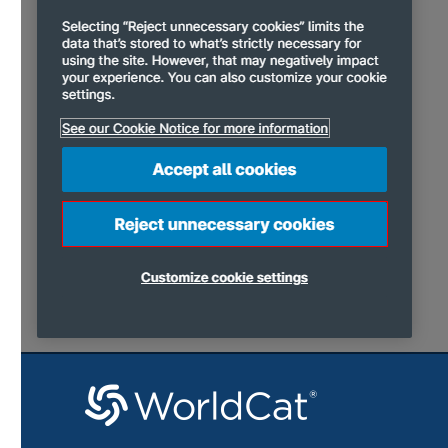 Selecting “Reject unnecessary cookies” limits the
data that’s stored to what’s strictly necessary for
using the site. However, that may negatively impact
your experience. You can also customize your cookie
settings.
See our Cookie Notice for more information
Accept all cookies
Reject unnecessary cookies
Customize cookie settings
WorldCat®